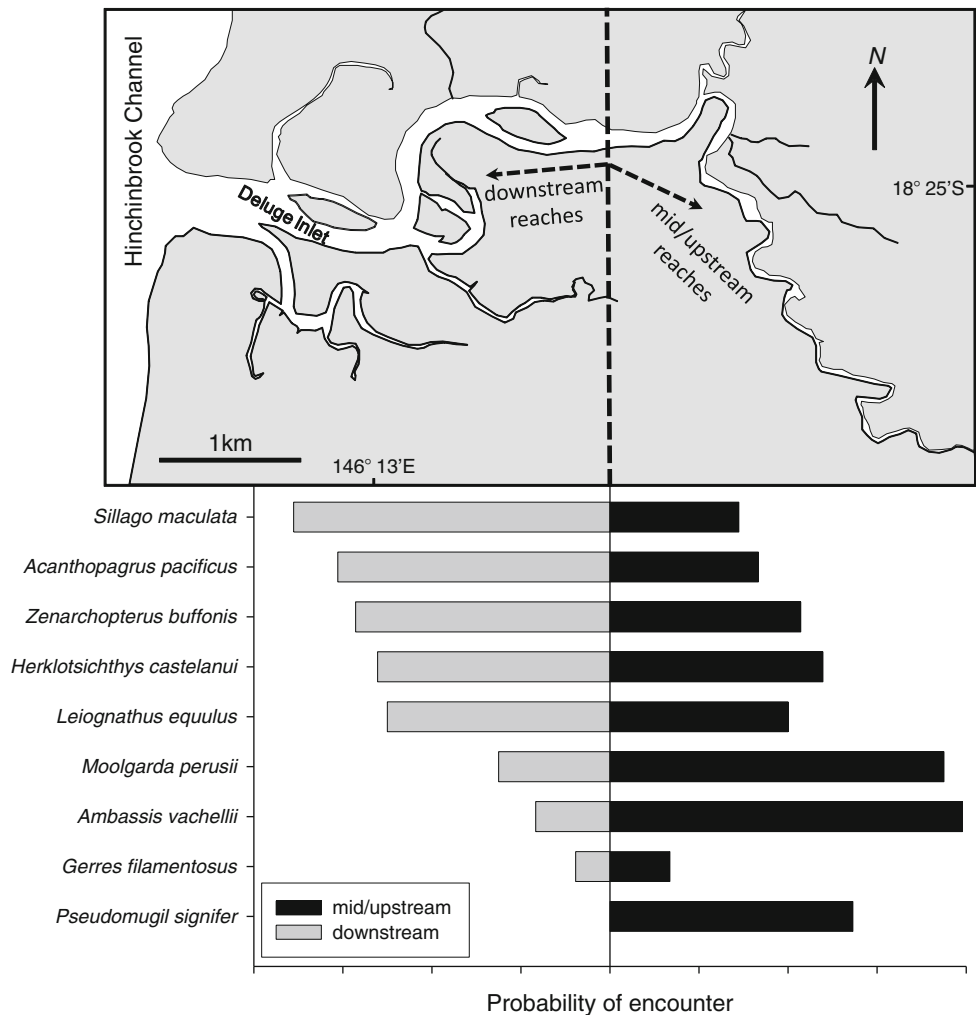 Hinchinbrook Channel
N
18° 25'S
Deluge Inlet
downstream
reaches
mid/upstream
reaches
1km
146° 13'E
Sillago maculata
Acanthopagrus pacificus
Zenarchopterus buffonis
Herklotsichthys castelanui
Leiognathus equulus
Moolgarda perusii
Ambassis vachellii
Gerres filamentosus
Pseudomugil signifer
mid/upstream
downstream
Probability of encounter